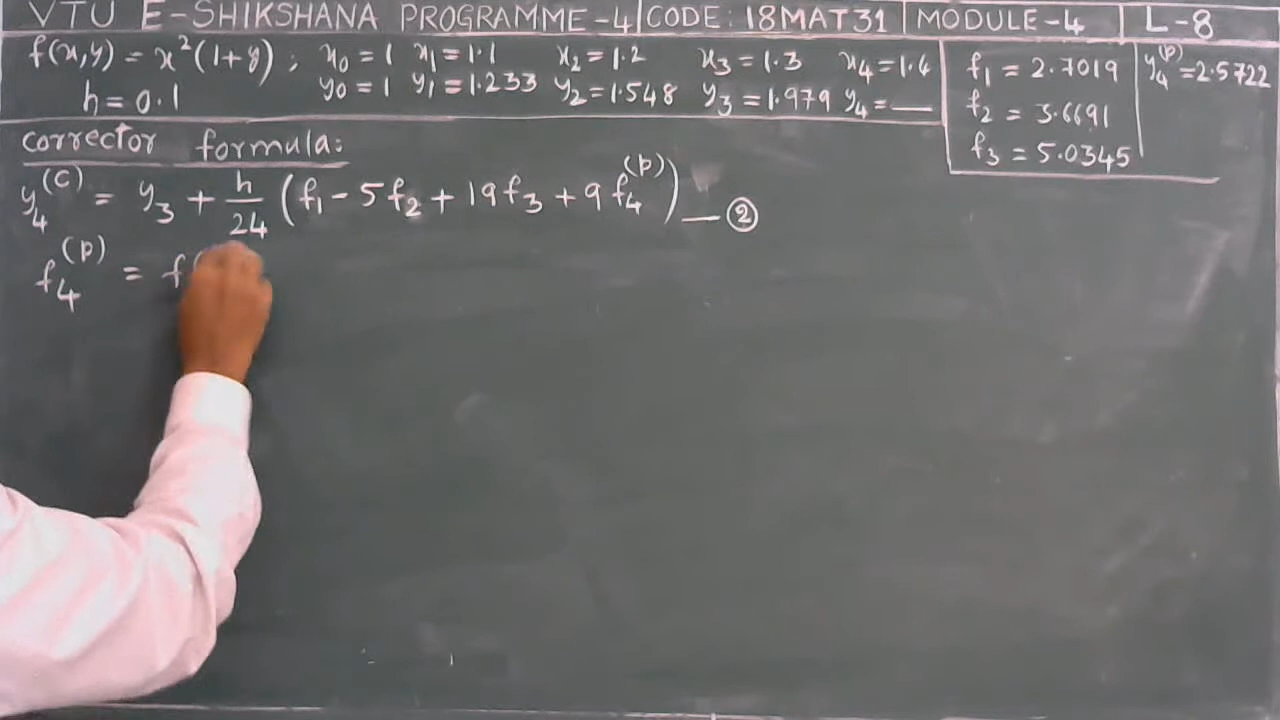 VTU E-SHIKSHANA PROGRAMME-4 | CODE: 18MAT31 | MODULE-4 | L-8
f(x,y) = x²(1+y) ; x₀=1 x₁=1.1 x₂=1.2 x₃=1.3 x₄=1.4
h=0.1 y₀=1 y₁=1.233 y₂=1.548 y₃=1.979 y₄=__
f₁ = 2.7019
f₂ = 3.6691
f₃ = 5.0345
y₄^(P) = 2.5722
corrector formula:
y₄^(C) = y₃ + h/24 (f₁ - 5f₂ + 19f₃ + 9f₄^(P)) — ②
f₄^(P) = f(